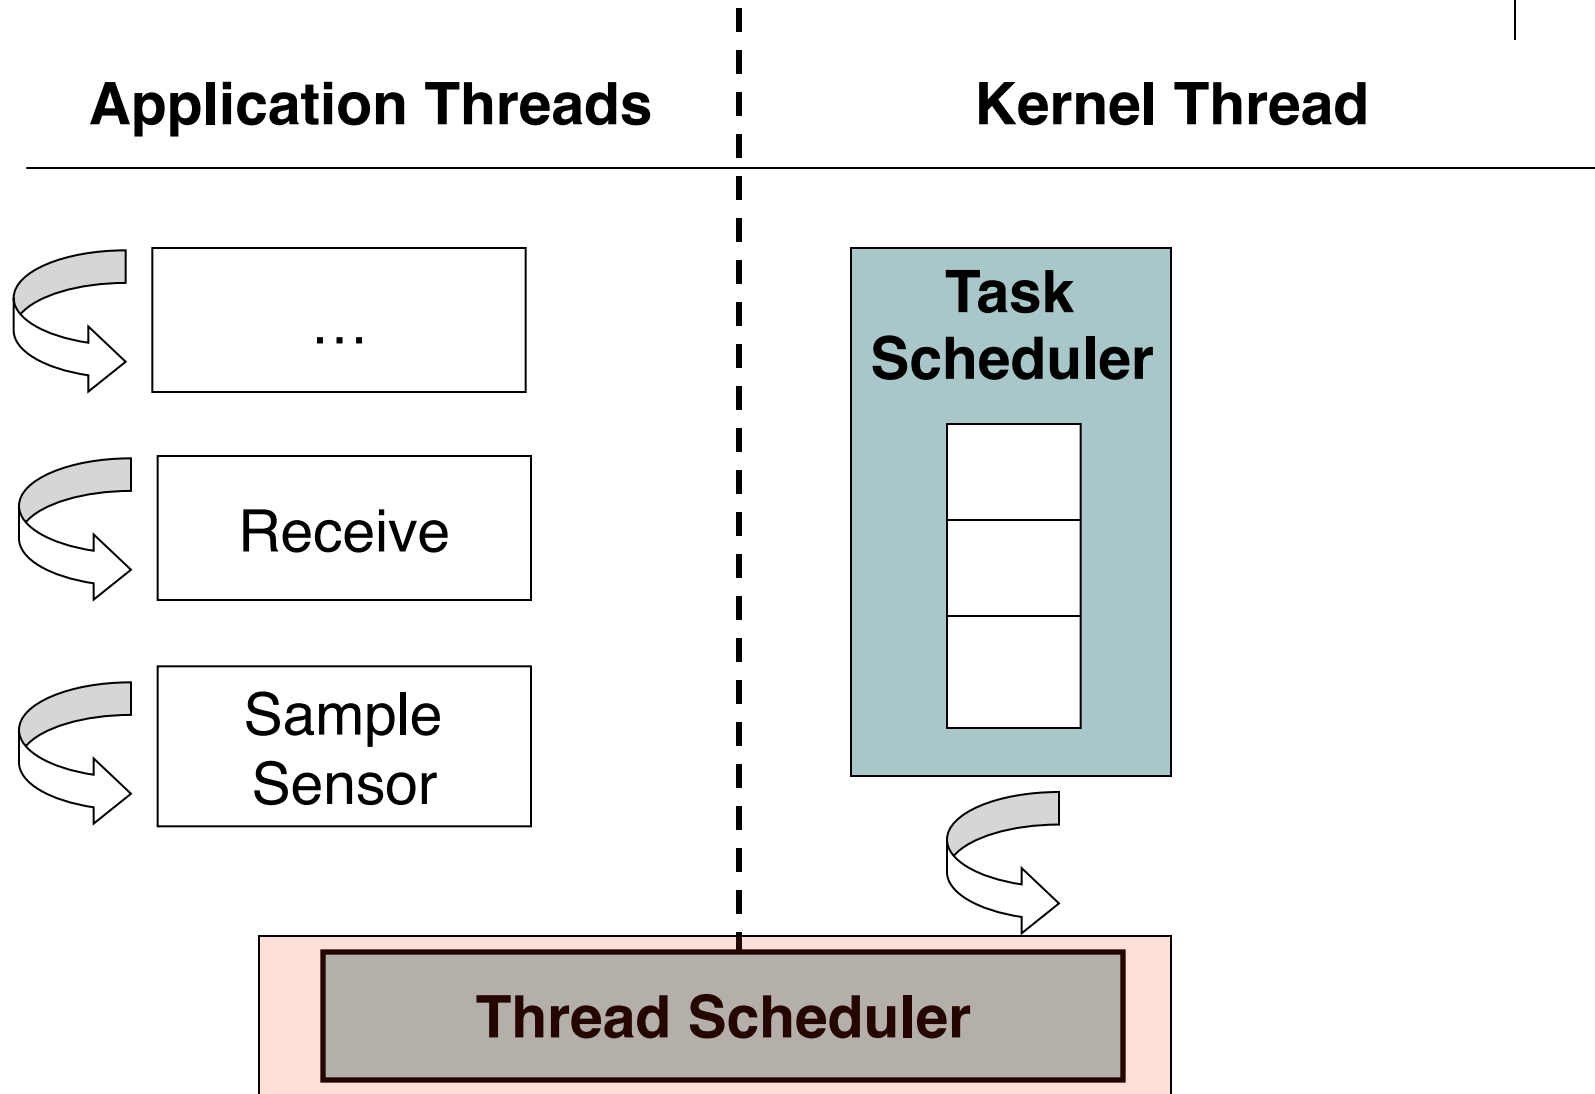 Application Threads
Kernel Thread
…
Receive
Sample
Sensor
Task
Scheduler
Thread Scheduler